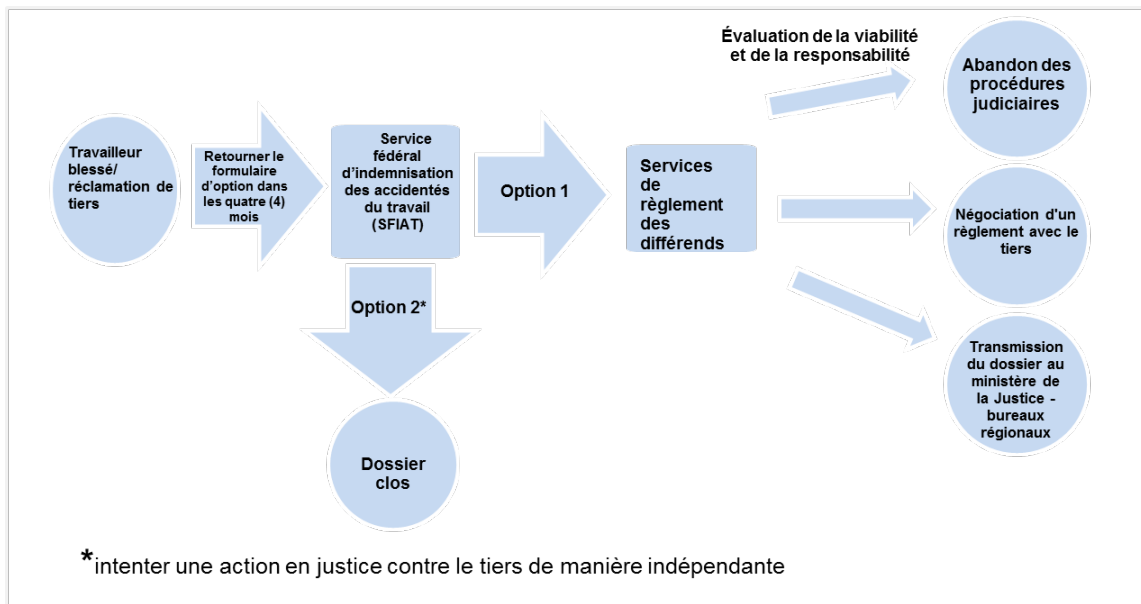 Travailleur
blessé/
réclamation de
tiers
Retourner le
formulaire
d'option dans
les quatre (4)
mois
Service
fédéral
d'indemnisation
des accidentés
du travail
(SFIAT)
Option 1
Services
de
règlement
des
différends
Évaluation de la viabilité
et de la responsabilité
Abandon des
procédures
judiciaires
Négociation d'un
règlement avec le
tiers
Transmission
du dossier au
ministère de
la Justice -
bureaux
régionaux
Option 2*
Dossier
clos
*intenter une action en justice contre le tiers de manière indépendante